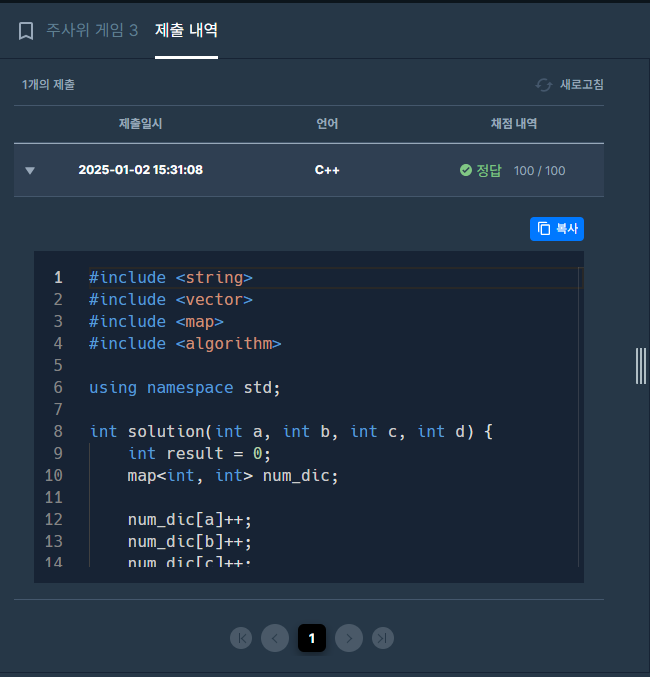 주사위 게임 3 제출 내역
1개의 제출 새로고침
제출일시 언어 채점 내역
2025-01-02 15:31:08 C++ 정답 100 / 100
복사
1 #include <string>
2 #include <vector>
3 #include <map>
4 #include <algorithm>
5
6 using namespace std;
7
8 int solution(int a, int b, int c, int d) {
9 int result = 0;
10 map<int, int> num_dic;
11
12 num_dic[a]++;
13 num_dic[b]++;
14 num_dic[c]++;
1